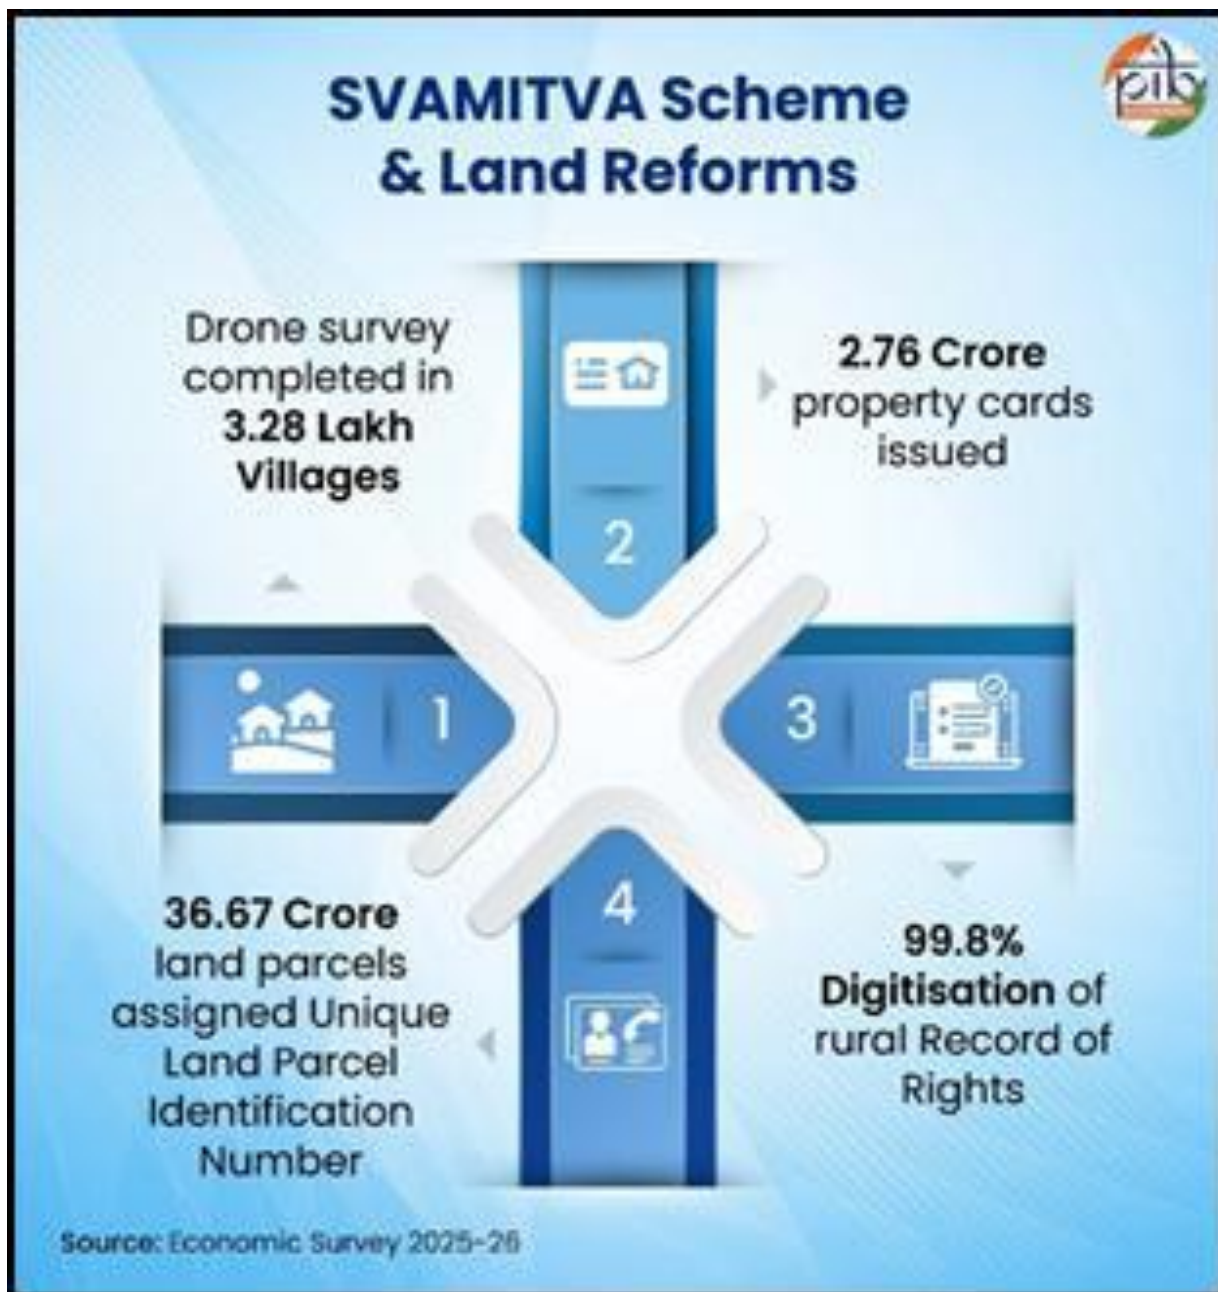 SVAMITVA Scheme
& Land Reforms
pib
Drone survey
completed in
3.28 Lakh
Villages
2.76 Crore
property cards
issued
1
2
3
4
36.67 Crore
land parcels
assigned Unique
Land Parcel
Identification
Number
99.8%
Digitisation of
rural Record of
Rights
Source: Economic Survey 2025-26